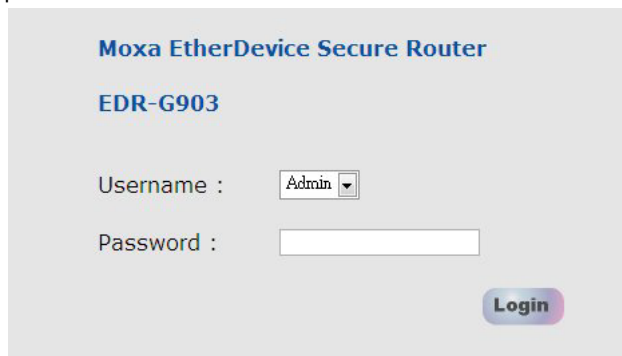 Moxa EtherDevice Secure Router
EDR-G903
Username : Admin
Password :
Login